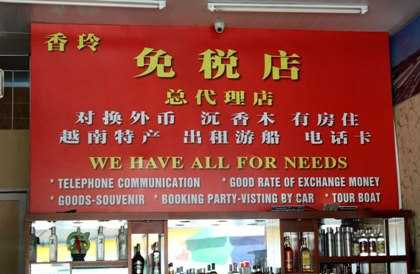 香玲
免税店
总代理店
对换外币 沉香木 有房住
越南特产 出租游船 电话卡
WE HAVE ALL FOR NEEDS
* TELEPHONE COMMUNICATION * GOOD RATE OF EXCHANGE MONEY
* GOODS-SOUVENIR * BOOKING PARTY-VISTING BY CAR * TOUR BOAT